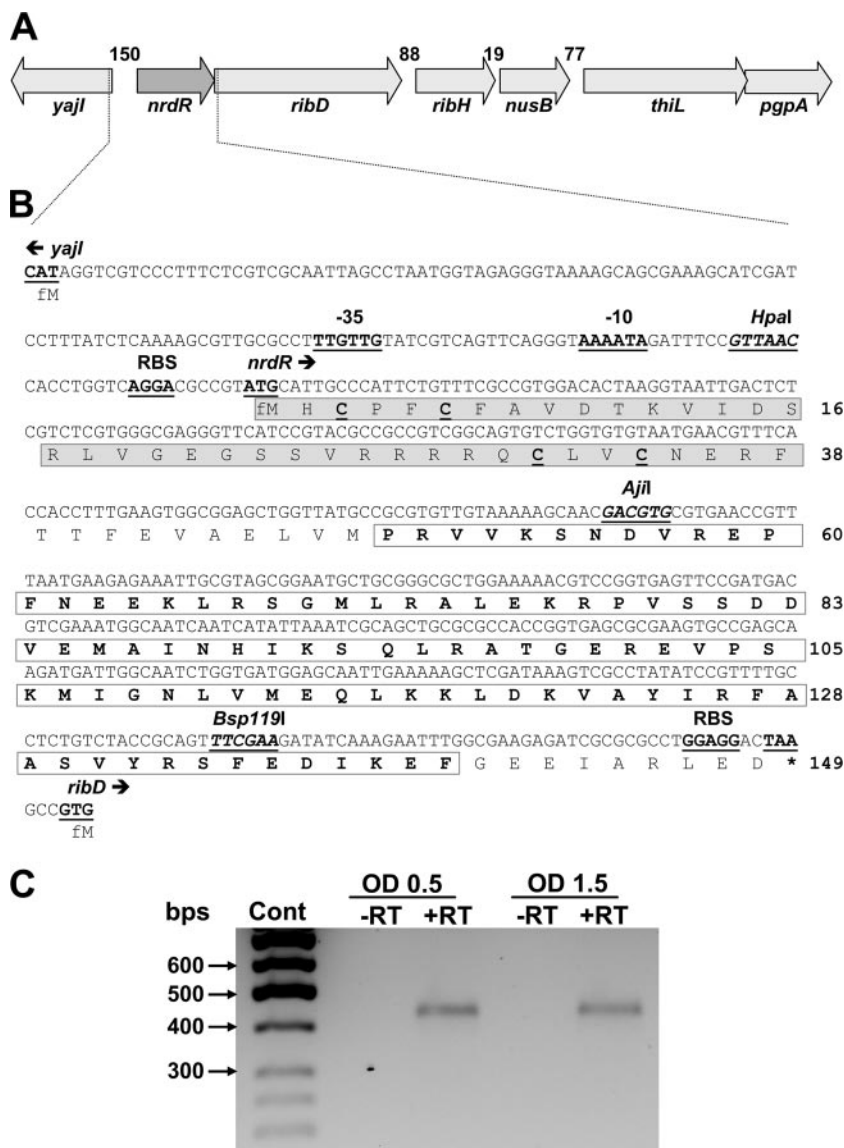 A
150 88 19 77
yajI nrdR ribD ribH nusB thiL pgpA
B
← yajI
CATAGGTCGTCCCTTTCTCGTCGCAATTAGCCTAATGGTAGAGGGTAAAAGCAGCGAAAGCATCGAT
fM
-35 -10 HpaI
CCTTTATCTCAAAAGCGTTGCGCCTTTGTTGTATCGTCAGTTCAGGGTAAAATAGATTTCCGTTAAC
RBS nrdR →
CACCTGGTCAGGACGCCGTATGCATTGCCCATTCTGTTTCGCCGTGGACACTAAGGTAATTGACTCT
fM H C P F C F A V D T K V I D S 16
CGTCTCGTGGGCGAGGGTTCATCCGTACGCCGCCGTCGGCAGTGTCTGGTGTGTAATGAACGTTTCA
R L V G E G S S V R R R R Q C L V C N E R F 38
AjiI
CCACCTTTGAAGTGGCGGAGCTGGTTATGCCGCGTGTTGTAAAAAGCAACGACGTGCGTGAACCGTT
T T F E V A E L V M P R V V K S N D V R E P 60
TAATGAAGAGAAATTGCGTAGCGGAATGCTGCGGGCGCTGGAAAAACGTCCGGTGAGTTCCGATGAC
F N E E K L R S G M L R A L E K R P V S S D D 83
GTCGAAATGGCAATCAATCATATTAAATCGCAGCTGCGCGCCACCGGTGAGCGCGAAGTGCCGAGCA
V E M A I N H I K S Q L R A T G E R E V P S 105
AGATGATTGGCAATCTGGTGATGGAGCAATTGAAAAAGCTCGATAAAGTCGCCTATATCCGTTTTGC
K M I G N L V M E Q L K K L D K V A Y I R F A 128
Bsp119I RBS
CTCTGTCTACCGCAGTTTCGAAGATATCAAAGAATTTGGCGAAGAGATCGCGCGCCTGGAGGACTAA
A S V Y R S F E D I K E F G E E I A R L E D * 149
ribD →
GCCGTG
fM
C
OD 0.5 OD 1.5
bps Cont -RT +RT -RT +RT
600
500
400
300